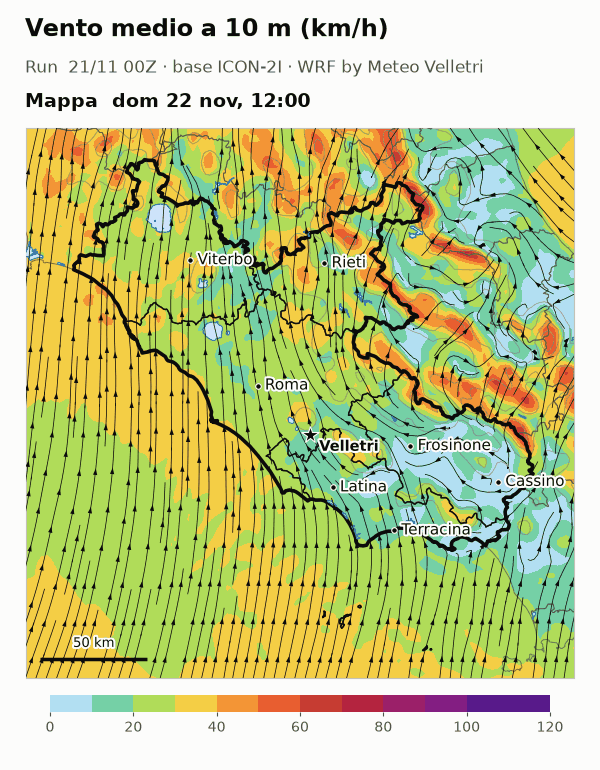 Vento medio a 10 m (km/h)
Run 21/11 00Z · base ICON-2I · WRF by Meteo Velletri
Mappa dom 22 nov, 12:00
Viterbo
Rieti
Roma
Velletri
Frosinone
Latina
Cassino
Terracina
50 km
0 20 40 60 80 100 120